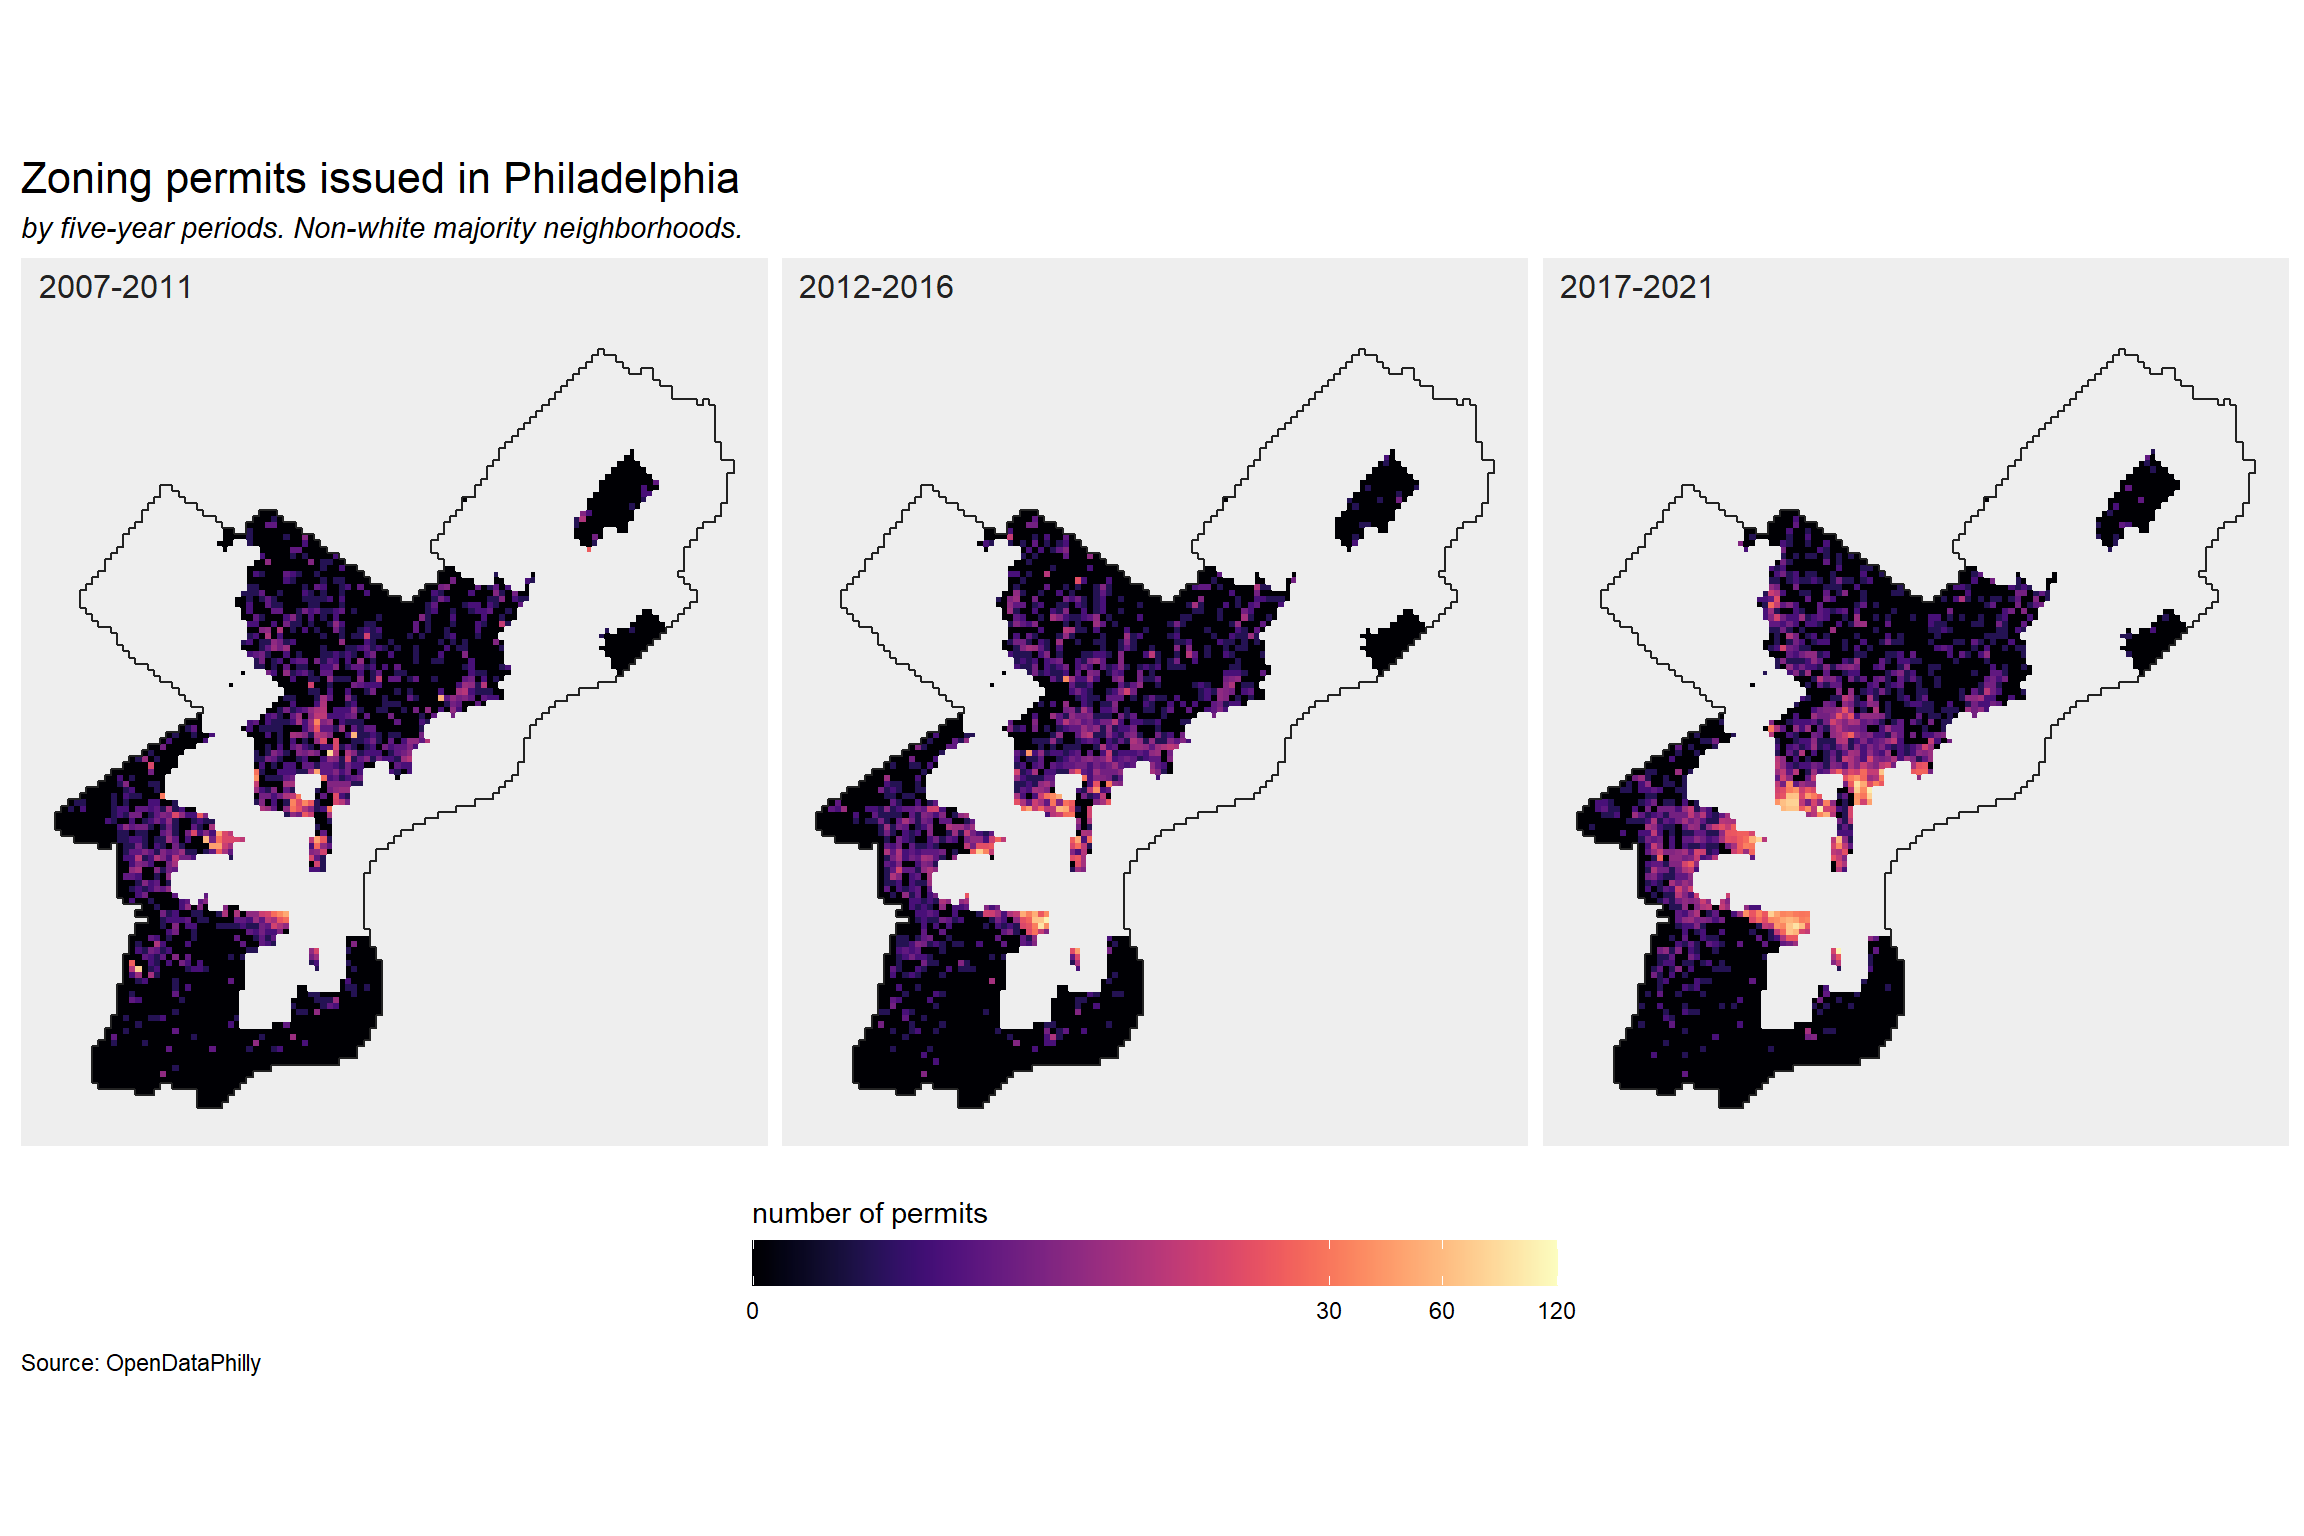 Zoning permits issued in Philadelphia
by five-year periods. Non-white majority neighborhoods.
2007-2011
2012-2016
2017-2021
number of permits
0 30 60 120
Source: OpenDataPhilly